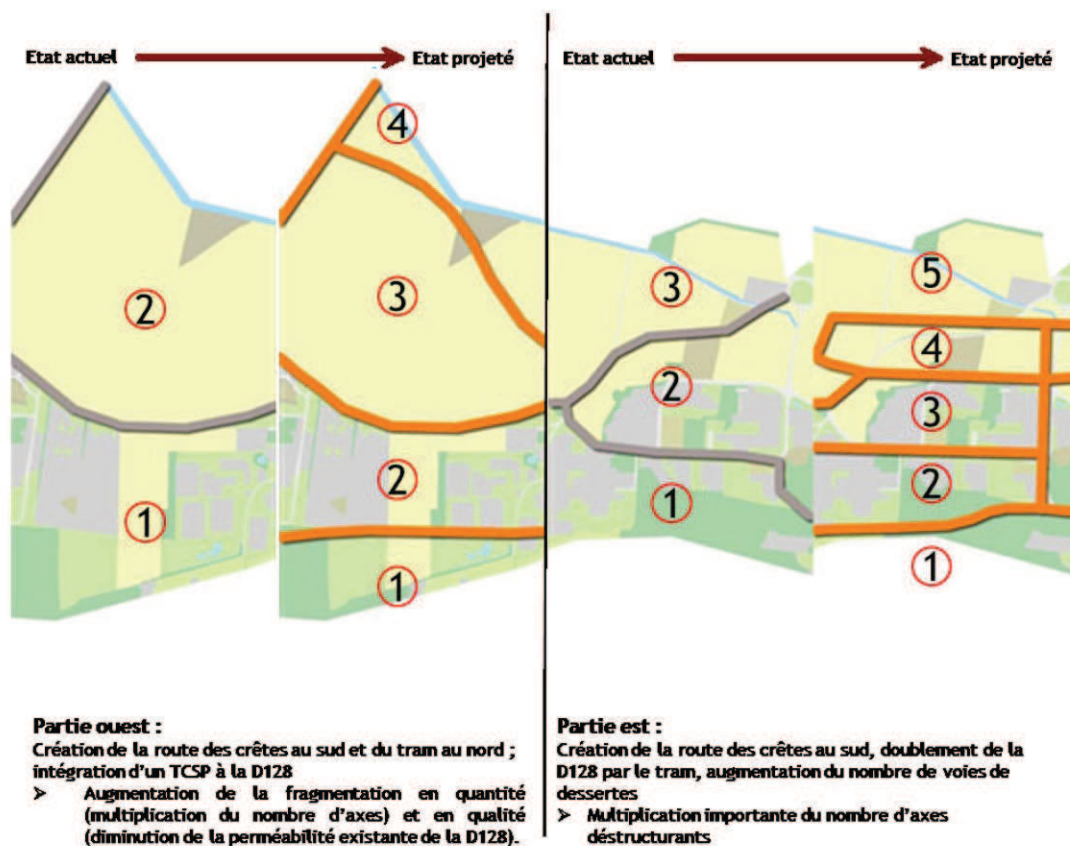 Etat actuel
Etat projeté
Etat actuel
Etat projeté
4
2
3
1
2
1
3
2
1
5
4
3
2
1
Partie ouest :
Création de la route des crêtes au sud et du tram au nord ;
intégration d'un TCSP à la D128
➢ Augmentation de la fragmentation en quantité
(multiplication du nombre d'axes) et en qualité
(diminution de la perméabilité existante de la D128).
Partie est :
Création de la route des crêtes au sud, doublement de la
D128 par le tram, augmentation du nombre de voies de
dessertes
➢ Multiplication importante du nombre d'axes
déstructurants